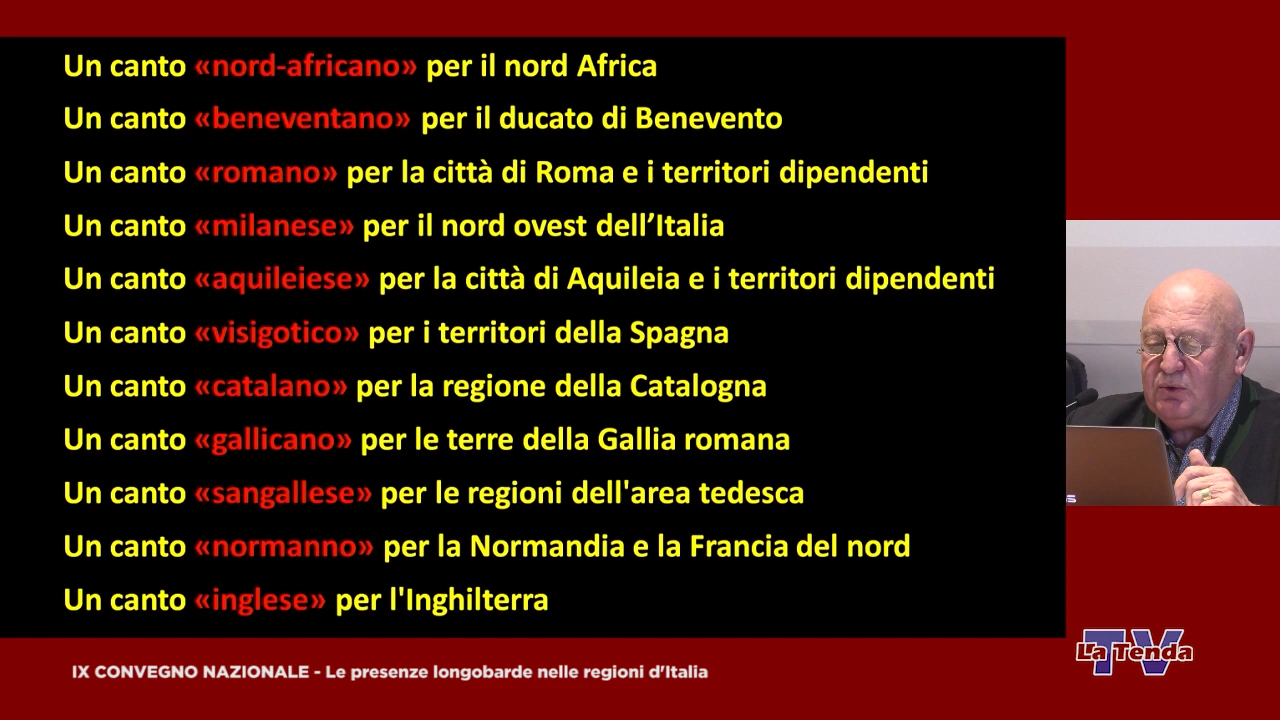 Un canto «nord-africano» per il nord Africa
Un canto «beneventano» per il ducato di Benevento
Un canto «romano» per la città di Roma e i territori dipendenti
Un canto «milanese» per il nord ovest dell’Italia
Un canto «aquileiese» per la città di Aquileia e i territori dipendenti
Un canto «visigotico» per i territori della Spagna
Un canto «catalano» per la regione della Catalogna
Un canto «gallicano» per le terre della Gallia romana
Un canto «sangallese» per le regioni dell'area tedesca
Un canto «normanno» per la Normandia e la Francia del nord
Un canto «inglese» per l'Inghilterra
IX CONVEGNO NAZIONALE - Le presenze longobarde nelle regioni d'Italia
TV
La Tenda